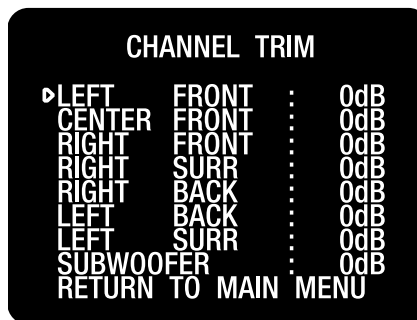 CHANNEL TRIM
LEFT FRONT : 0dB
CENTER FRONT : 0dB
RIGHT FRONT : 0dB
RIGHT SURR : 0dB
RIGHT BACK : 0dB
LEFT BACK : 0dB
LEFT SURR : 0dB
SUBWOOFER : 0dB
RETURN TO MAIN MENU